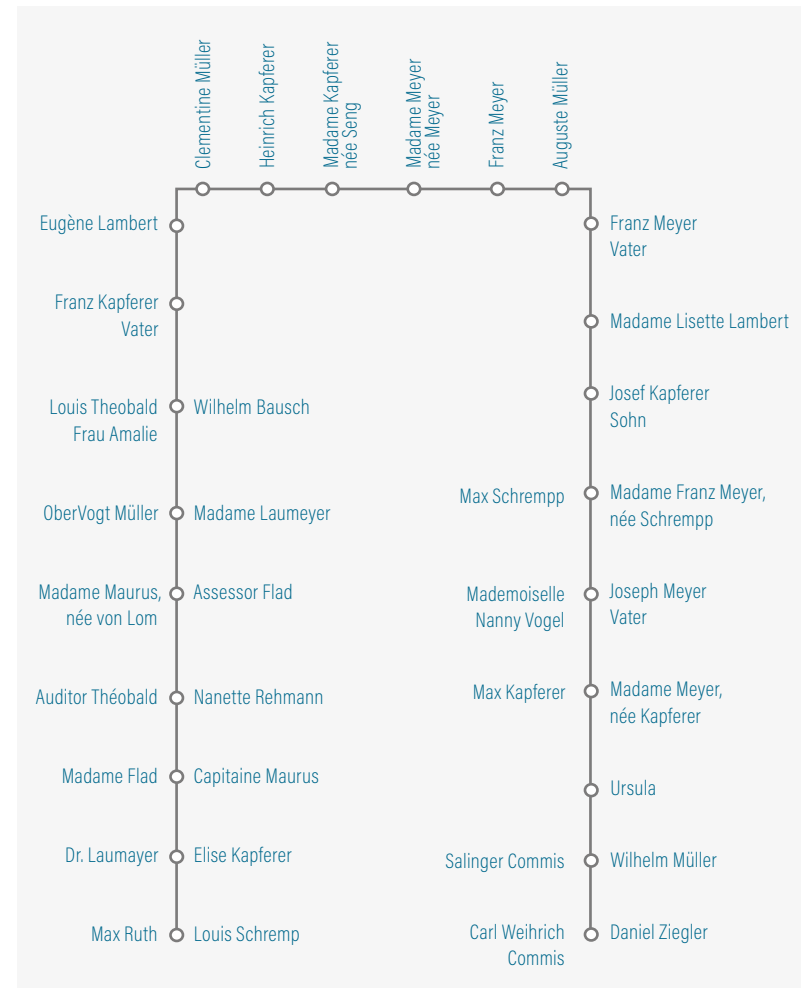 Clementine Müller
Heinrich Kapferer
Madame Kapferer
née Seng
Madame Meyer
née Meyer
Franz Meyer
Auguste Müller
Eugène Lambert
Franz Kapferer
Vater
Louis Theobald
Frau Amalie
Wilhelm Bausch
OberVogt Müller
Madame Laumeyer
Madame Maurus,
née von Lom
Assessor Flad
Auditor Théobald
Nanette Rehmann
Madame Flad
Capitaine Maurus
Dr. Laumayer
Elise Kapferer
Max Ruth
Louis Schremp
Franz Meyer
Vater
Madame Lisette Lambert
Josef Kapferer
Sohn
Max Schrempp
Madame Franz Meyer,
née Schrempp
Mademoiselle
Nanny Vogel
Joseph Meyer
Vater
Max Kapferer
Madame Meyer,
née Kapferer
Ursula
Salinger Commis
Wilhelm Müller
Carl Weihrich
Commis
Daniel Ziegler